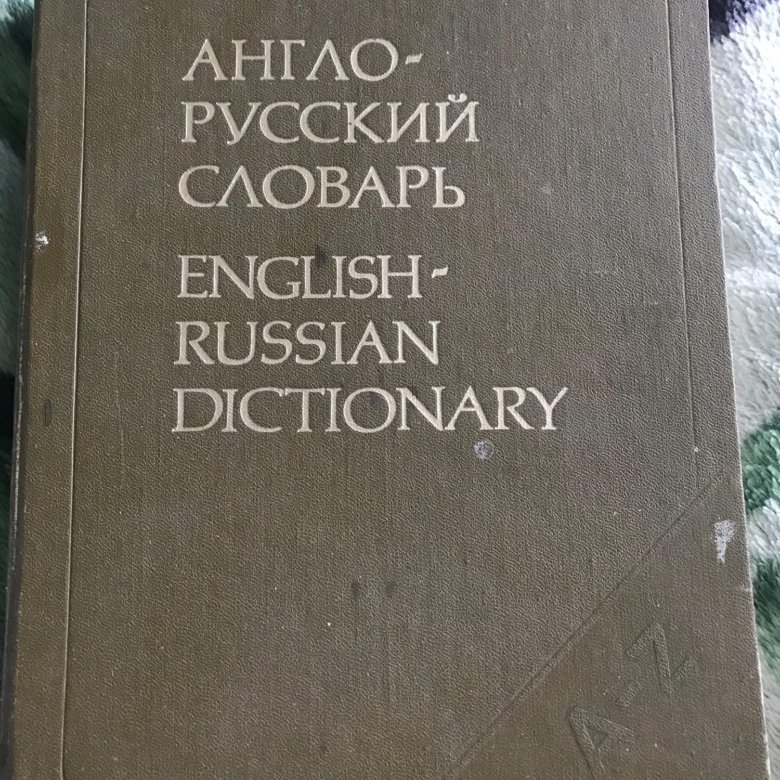 АНГЛО-
РУССКИЙ
СЛОВАРЬ
ENGLISH-
RUSSIAN
DICTIONARY
A-Z